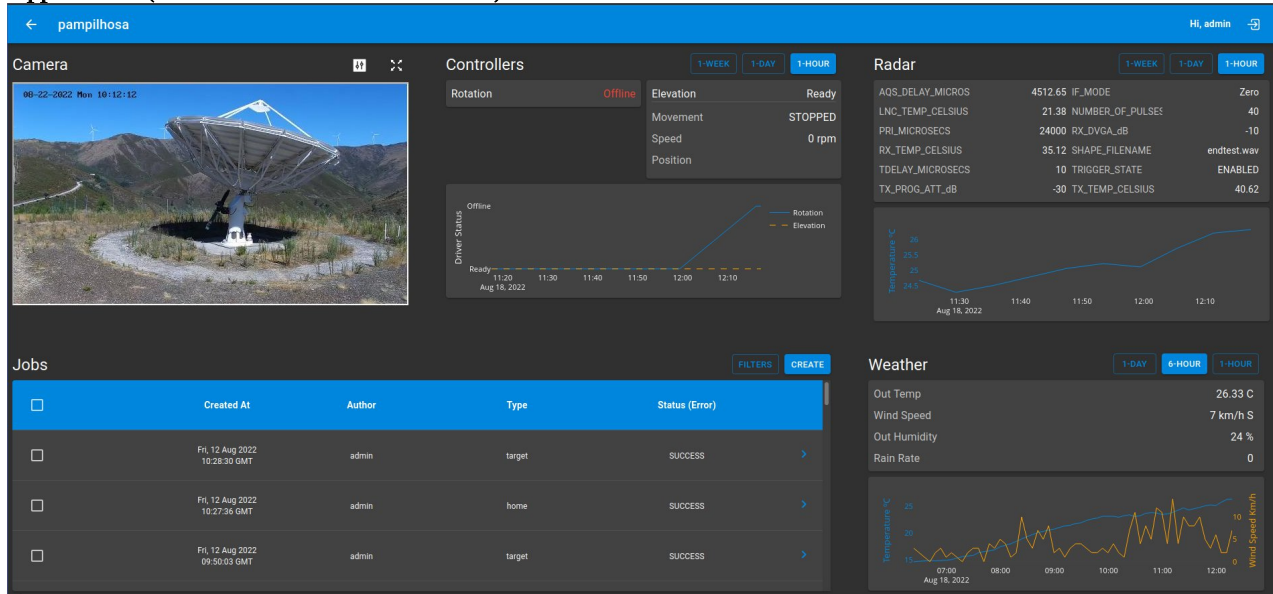 ← pampilhosa
Hi, admin
Camera
08-22-2022 Mon 10:12:12
Controllers
1-WEEK 1-DAY 1-HOUR
Rotation Offline
Elevation Ready
Movement STOPPED
Speed 0 rpm
Position
Offline
Driver Status
Ready
11:20 11:30 11:40 11:50 12:00 12:10
Aug 18, 2022
Rotation
Elevation
Radar
1-WEEK 1-DAY 1-HOUR
AQS_DELAY_MICROS 4512.65 IF_MODE Zero
LNC_TEMP_CELSIUS 21.38 NUMBER_OF_PULSES 40
PRI_MICROSECS 24000 RX_DVGA_dB -10
RX_TEMP_CELSIUS 35.12 SHAPE_FILENAME endtest.wav
TDELAY_MICROSECS 10 TRIGGER_STATE ENABLED
TX_PROG_ATT_dB -30 TX_TEMP_CELSIUS 40.62
Temperature ºC
26
25.5
25
24.5
11:30 11:40 11:50 12:00 12:10
Aug 18, 2022
Jobs
FILTERS CREATE
Created At Author Type Status (Error)
Fri, 12 Aug 2022
10:28:30 GMT
admin target SUCCESS
Fri, 12 Aug 2022
10:27:36 GMT
admin home SUCCESS
Fri, 12 Aug 2022
09:50:03 GMT
admin target SUCCESS
Weather
1-DAY 6-HOUR 1-HOUR
Out Temp 26.33 C
Wind Speed 7 km/h S
Out Humidity 24 %
Rain Rate 0
Temperature ºC
25
20
15
10
5
0
Wind Speed Km/h
07:00 08:00 09:00 10:00 11:00 12:00
Aug 18, 2022